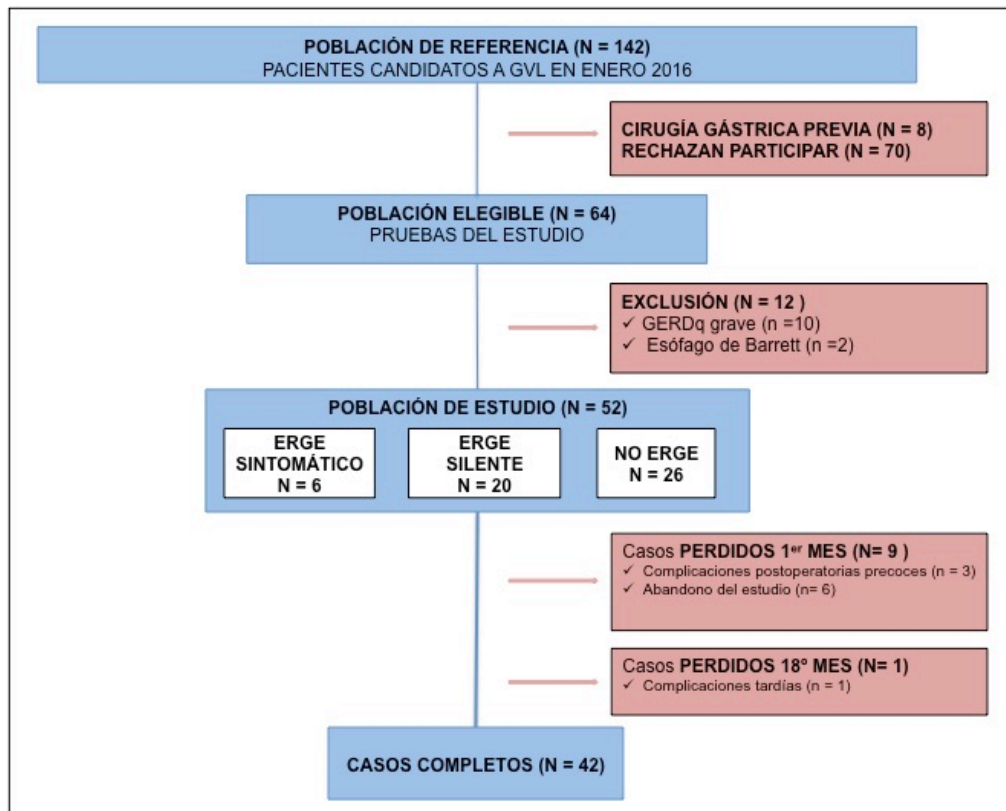 POBLACIÓN DE REFERENCIA (N = 142)
PACIENTES CANDIDATOS A GVL EN ENERO 2016
CIRUGÍA GÁSTRICA PREVIA (N = 8)
RECHAZAN PARTICIPAR (N = 70)
POBLACIÓN ELEGIBLE (N = 64)
PRUEBAS DEL ESTUDIO
EXCLUSIÓN (N = 12 )
✓ GERDq grave (n =10)
✓ Esófago de Barrett (n =2)
POBLACIÓN DE ESTUDIO (N = 52)
ERGE
SINTOMÁTICO
N = 6
ERGE
SILENTE
N = 20
NO ERGE
N = 26
Casos PERDIDOS 1er MES (N= 9 )
✓ Complicaciones postoperatorias precoces (n = 3)
✓ Abandono del estudio (n= 6)
Casos PERDIDOS 18º MES (N= 1)
✓ Complicaciones tardías (n = 1)
CASOS COMPLETOS (N = 42)